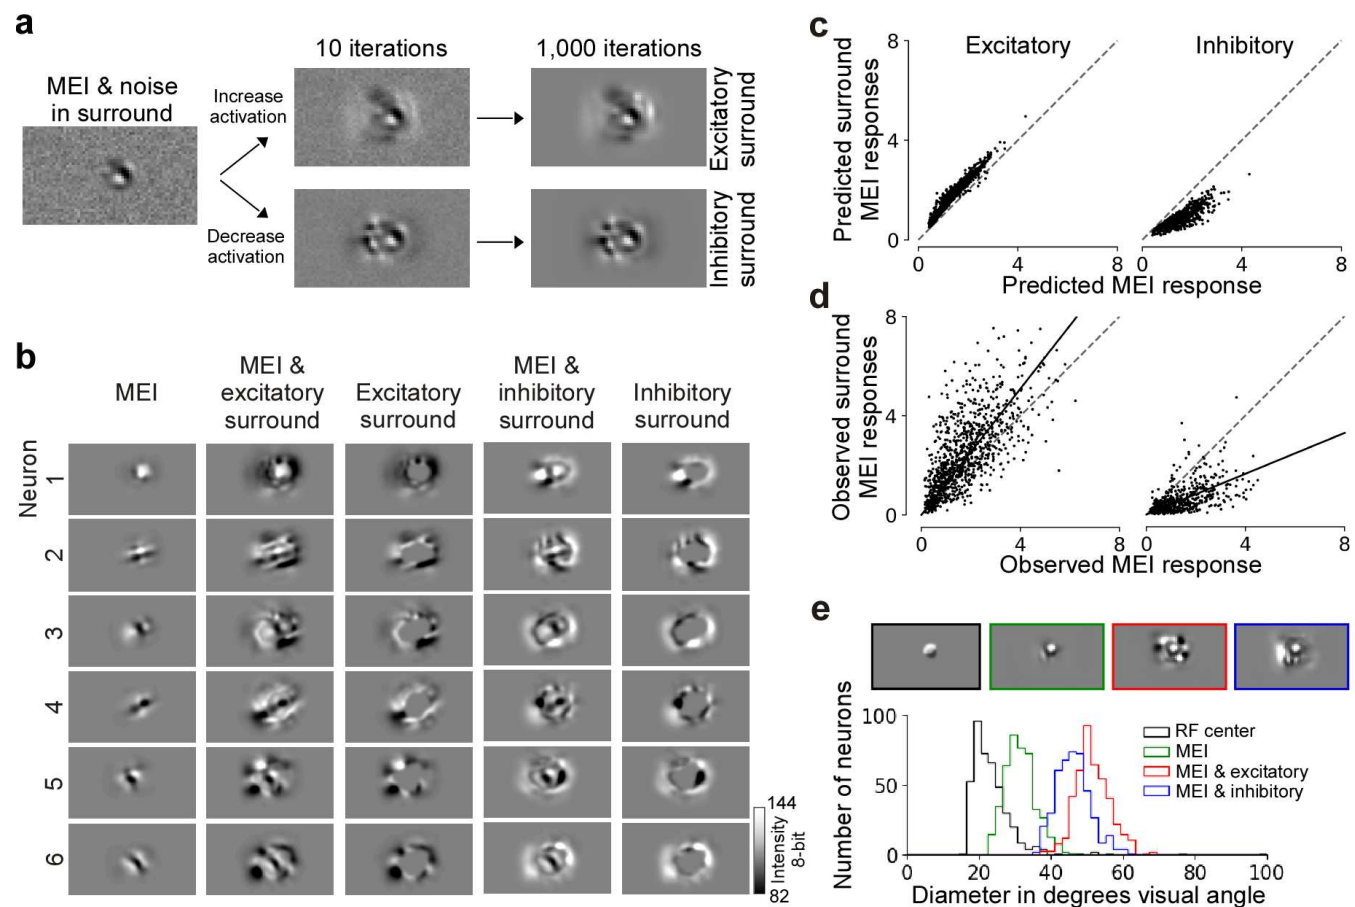 a
10 iterations
1,000 iterations
MEI & noise
in surround
Increase
activation
Excitatory
surround
Decrease
activation
Inhibitory
surround
b
MEI
MEI &
excitatory
surround
Excitatory
surround
MEI &
inhibitory
surround
Inhibitory
surround
Neuron
1
2
3
4
5
6
144
Intensity
8-bit
82
c
Excitatory
Inhibitory
Predicted surround
MEI responses
8
4
0
0
4
8
0
4
8
Predicted MEI response
d
Observed surround
MEI responses
8
4
0
0
4
8
0
4
8
Observed MEI response
e
Number of neurons
100
50
0
RF center
MEI
MEI & excitatory
MEI & inhibitory
0
20
40
60
80
100
Diameter in degrees visual angle